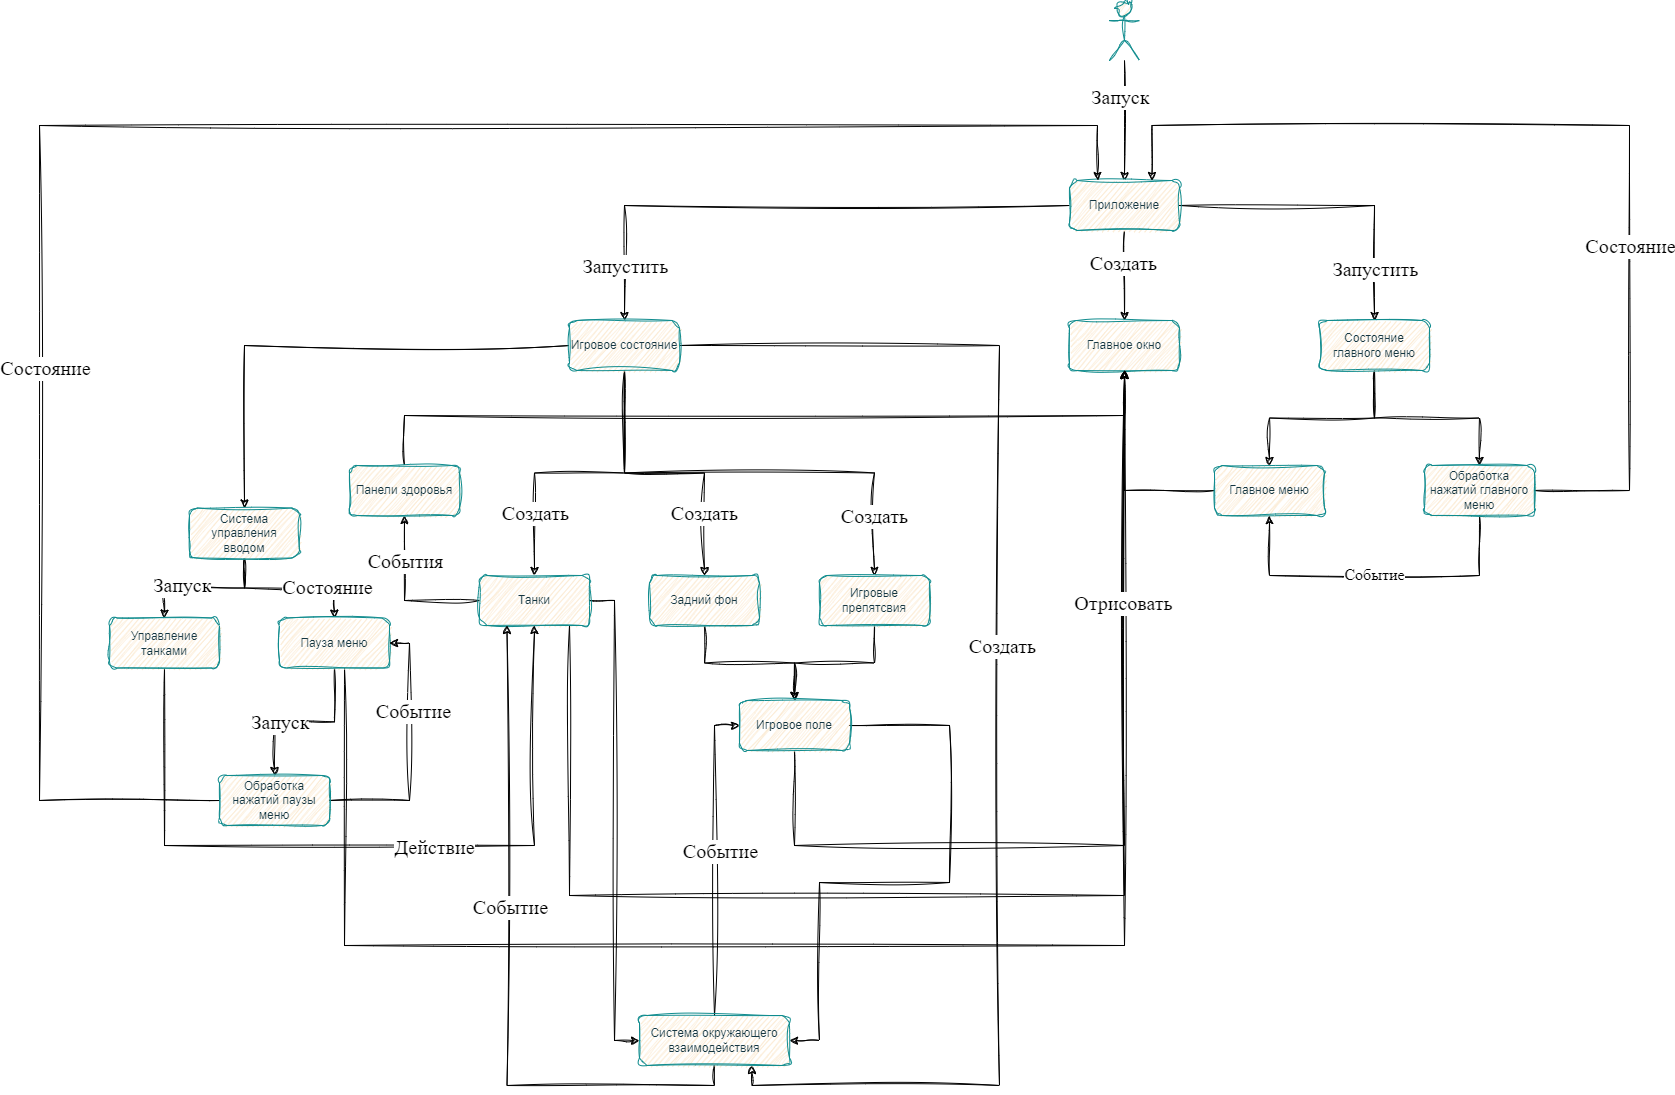 Запуск
Приложение
Состояние
Запустить
Создать
Запустить
Игровое состояние
Главное окно
Состояние
главного меню
Состояние
Панели здоровья
Главное меню
Обработка
нажатий главного
меню
Система
управления
вводом
Создать
Создать
Создать
События
Событие
Запуск
Состояние
Танки
Задний фон
Игровые
препятсвия
Отрисовать
Управление
танками
Пауза меню
Создать
Событие
Запуск
Игровое поле
Обработка
нажатий паузы
меню
Действие
Событие
Событие
Система окружающего
взаимодействия